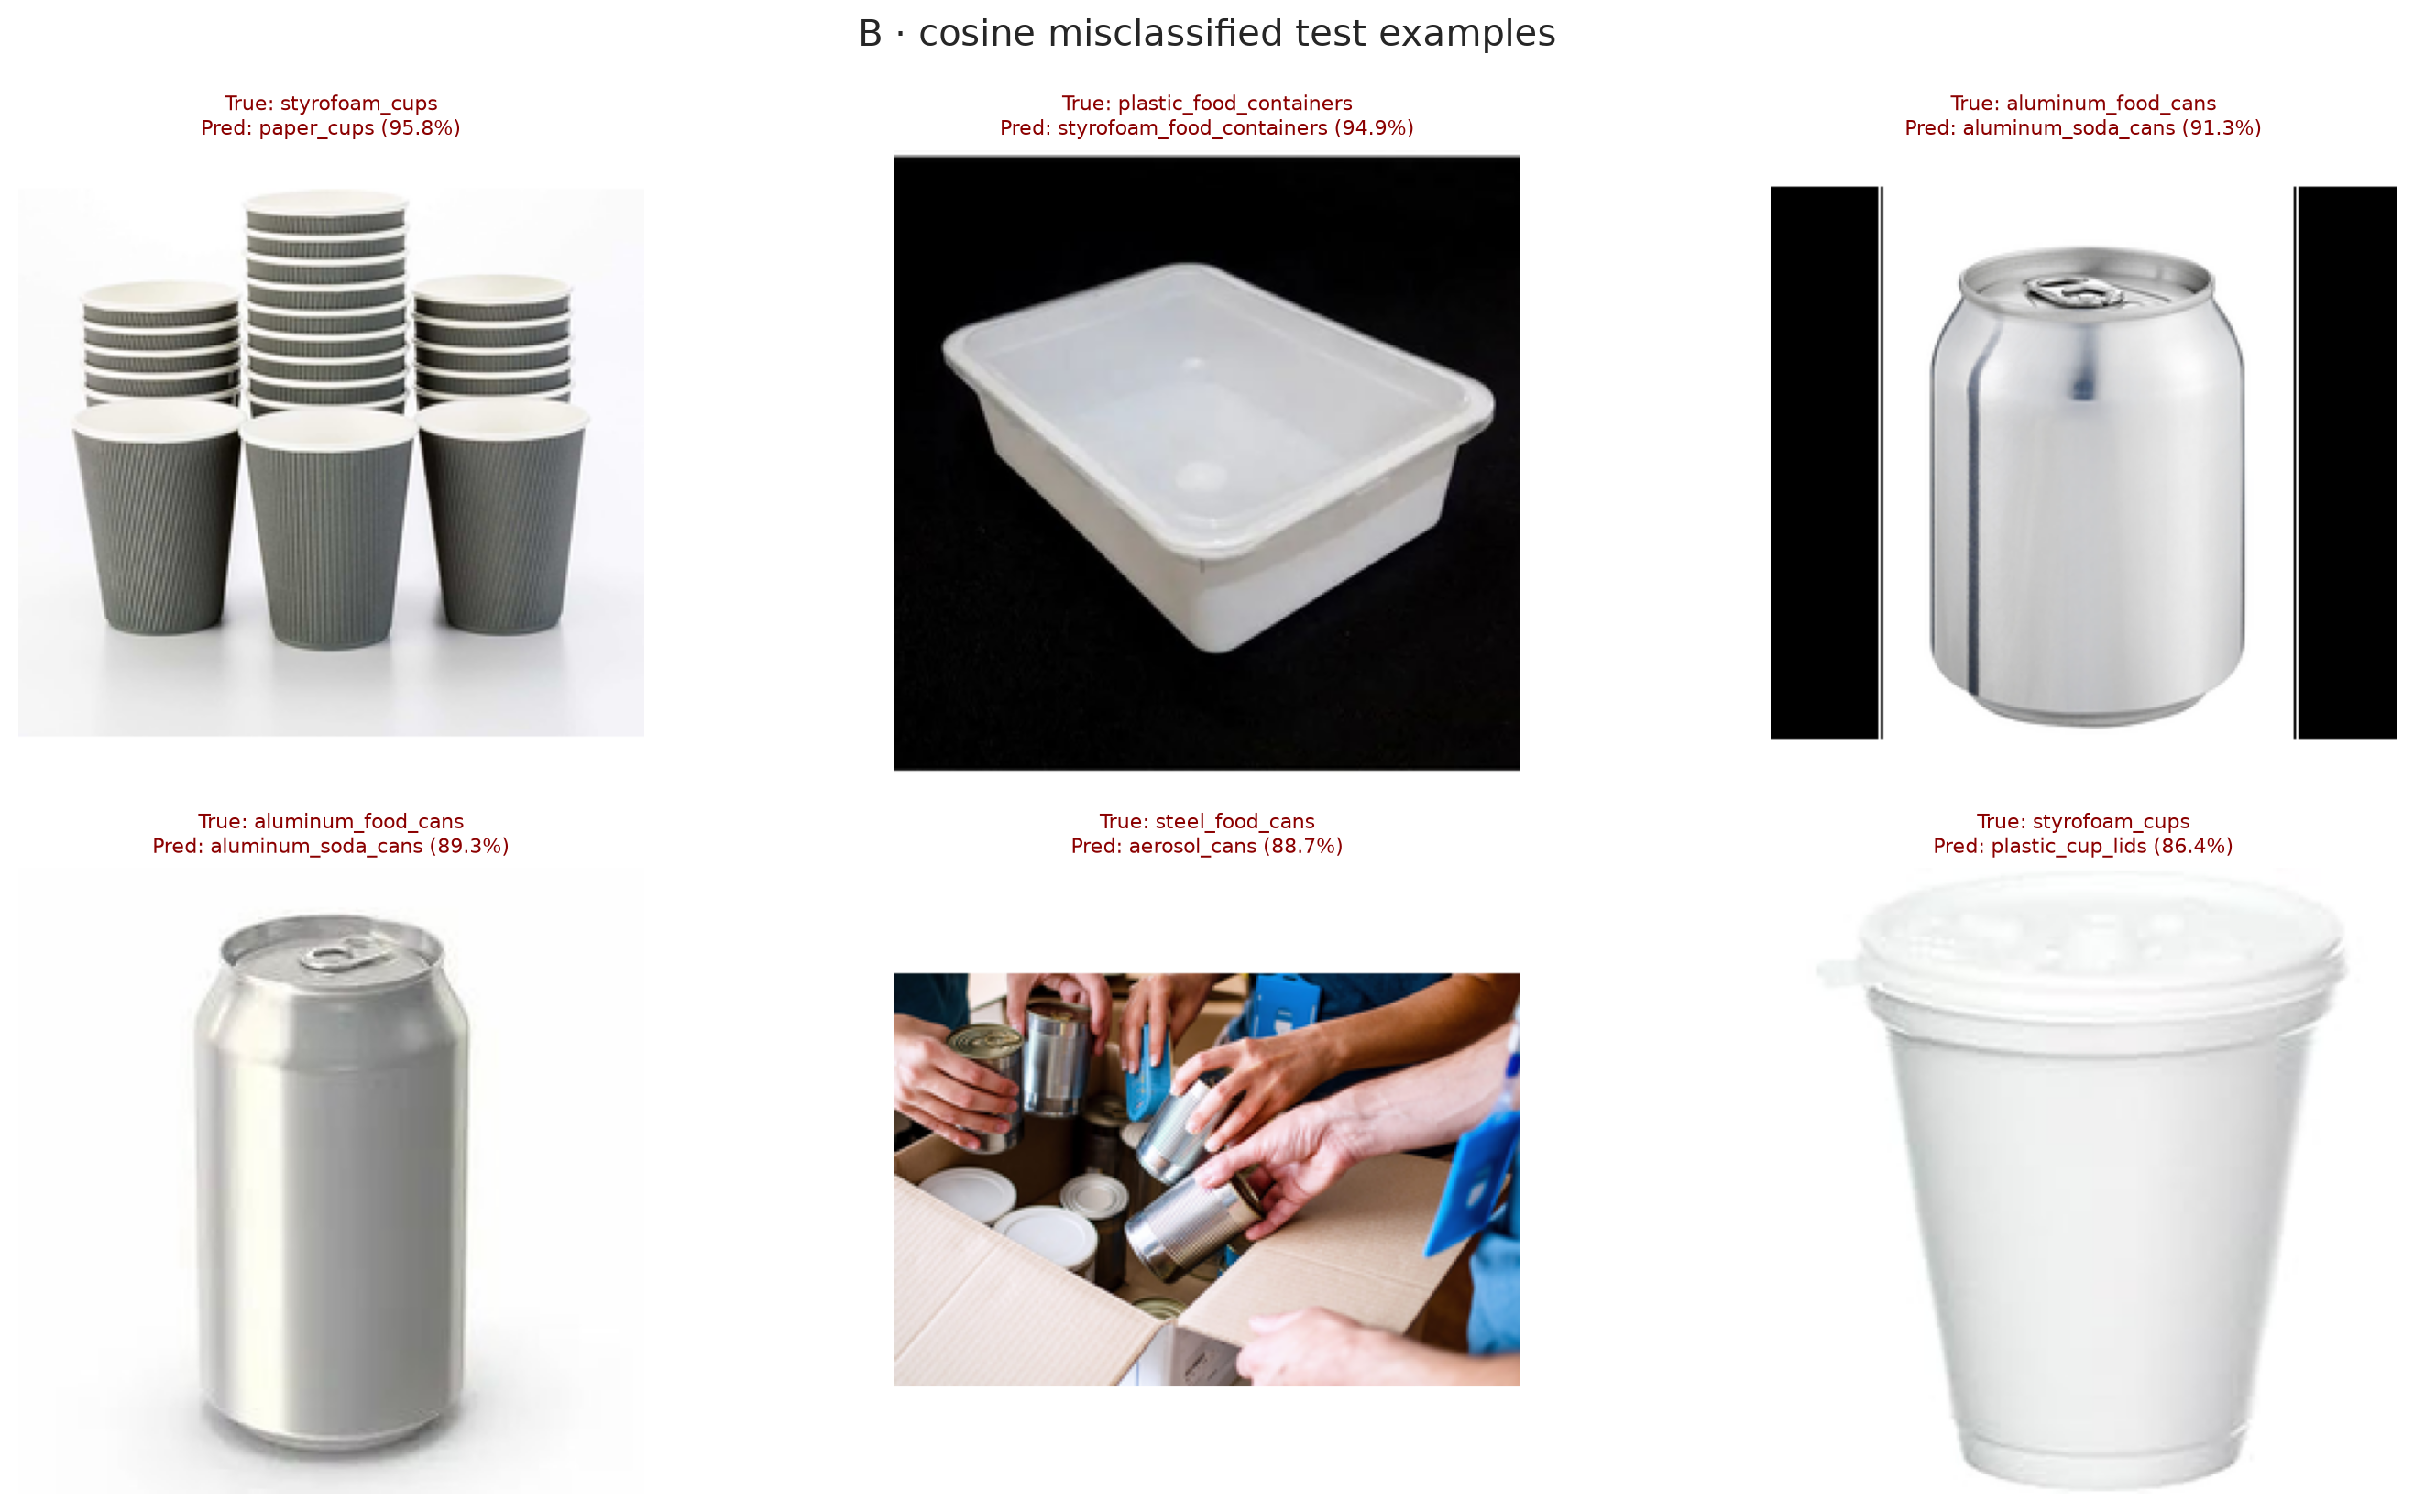 B · cosine misclassified test examples
True: styrofoam_cups
Pred: paper_cups (95.8%)
True: plastic_food_containers
Pred: styrofoam_food_containers (94.9%)
True: aluminum_food_cans
Pred: aluminum_soda_cans (91.3%)
True: aluminum_food_cans
Pred: aluminum_soda_cans (89.3%)
True: steel_food_cans
Pred: aerosol_cans (88.7%)
True: styrofoam_cups
Pred: plastic_cup_lids (86.4%)